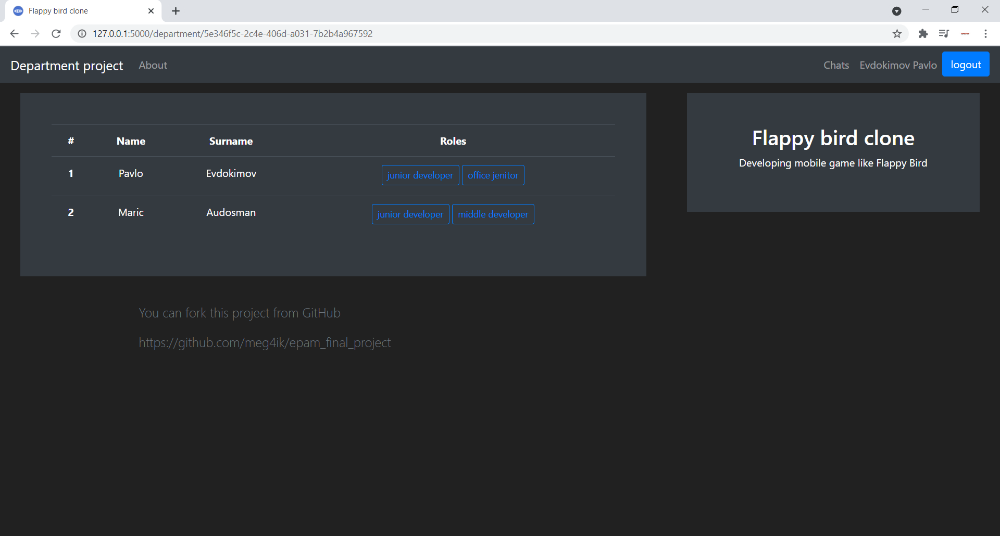 Flappy bird clone
127.0.0.1:5000/department/5e346f5c-2c4e-406d-a031-7b2b4a967592
Department project About Chats Evdokimov Pavlo logout
# Name Surname Roles
1 Pavlo Evdokimov junior developer office jenitor
2 Maric Audosman junior developer middle developer
Flappy bird clone
Developing mobile game like Flappy Bird
You can fork this project from GitHub
https://github.com/meg4ik/epam_final_project